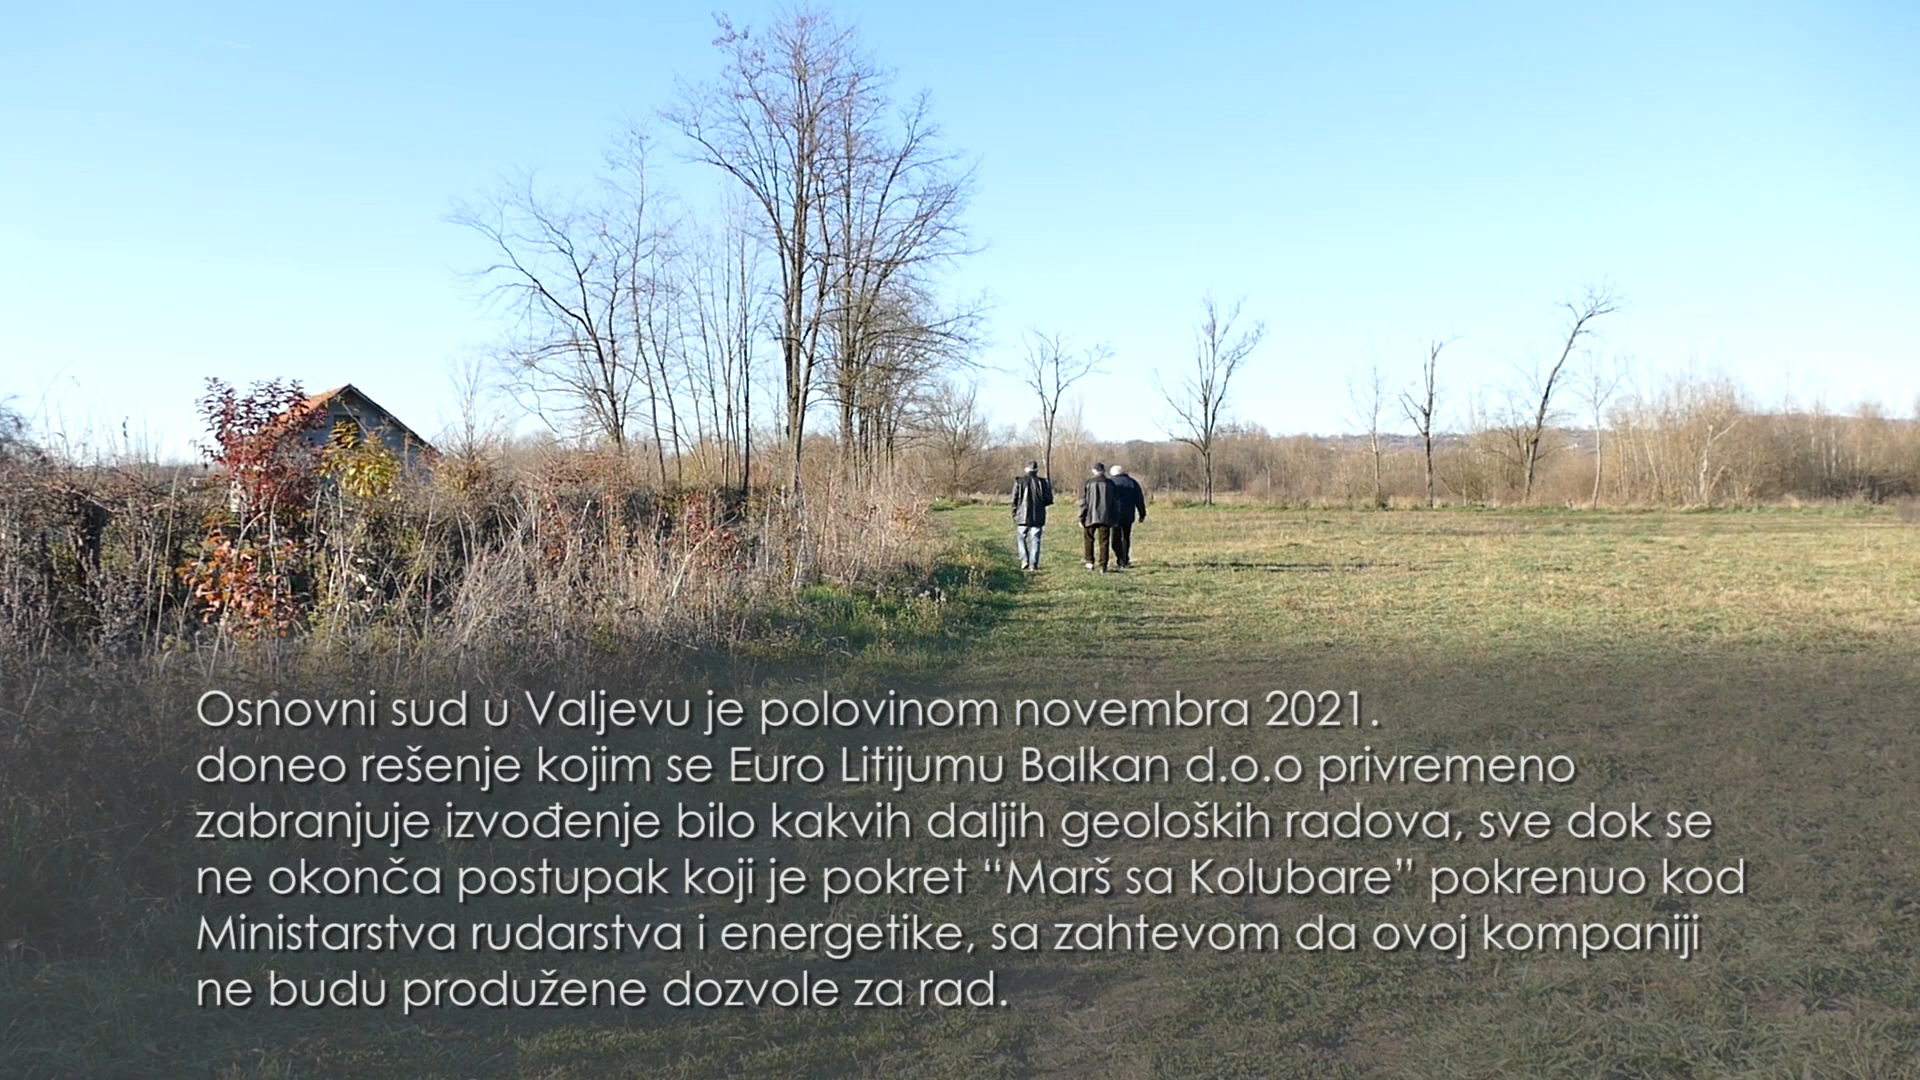 Osnovni sud u Valjevu je polovinom novembra 2021.
doneo rešenje kojim se Euro Litijumu Balkan d.o.o privremeno
zabranjuje izvođenje bilo kakvih daljih geoloških radova, sve dok se
ne okonča postupak koji je pokret “Marš sa Kolubare” pokrenuo kod
Ministarstva rudarstva i energetike, sa zahtevom da ovoj kompaniji
ne budu produžene dozvole za rad.